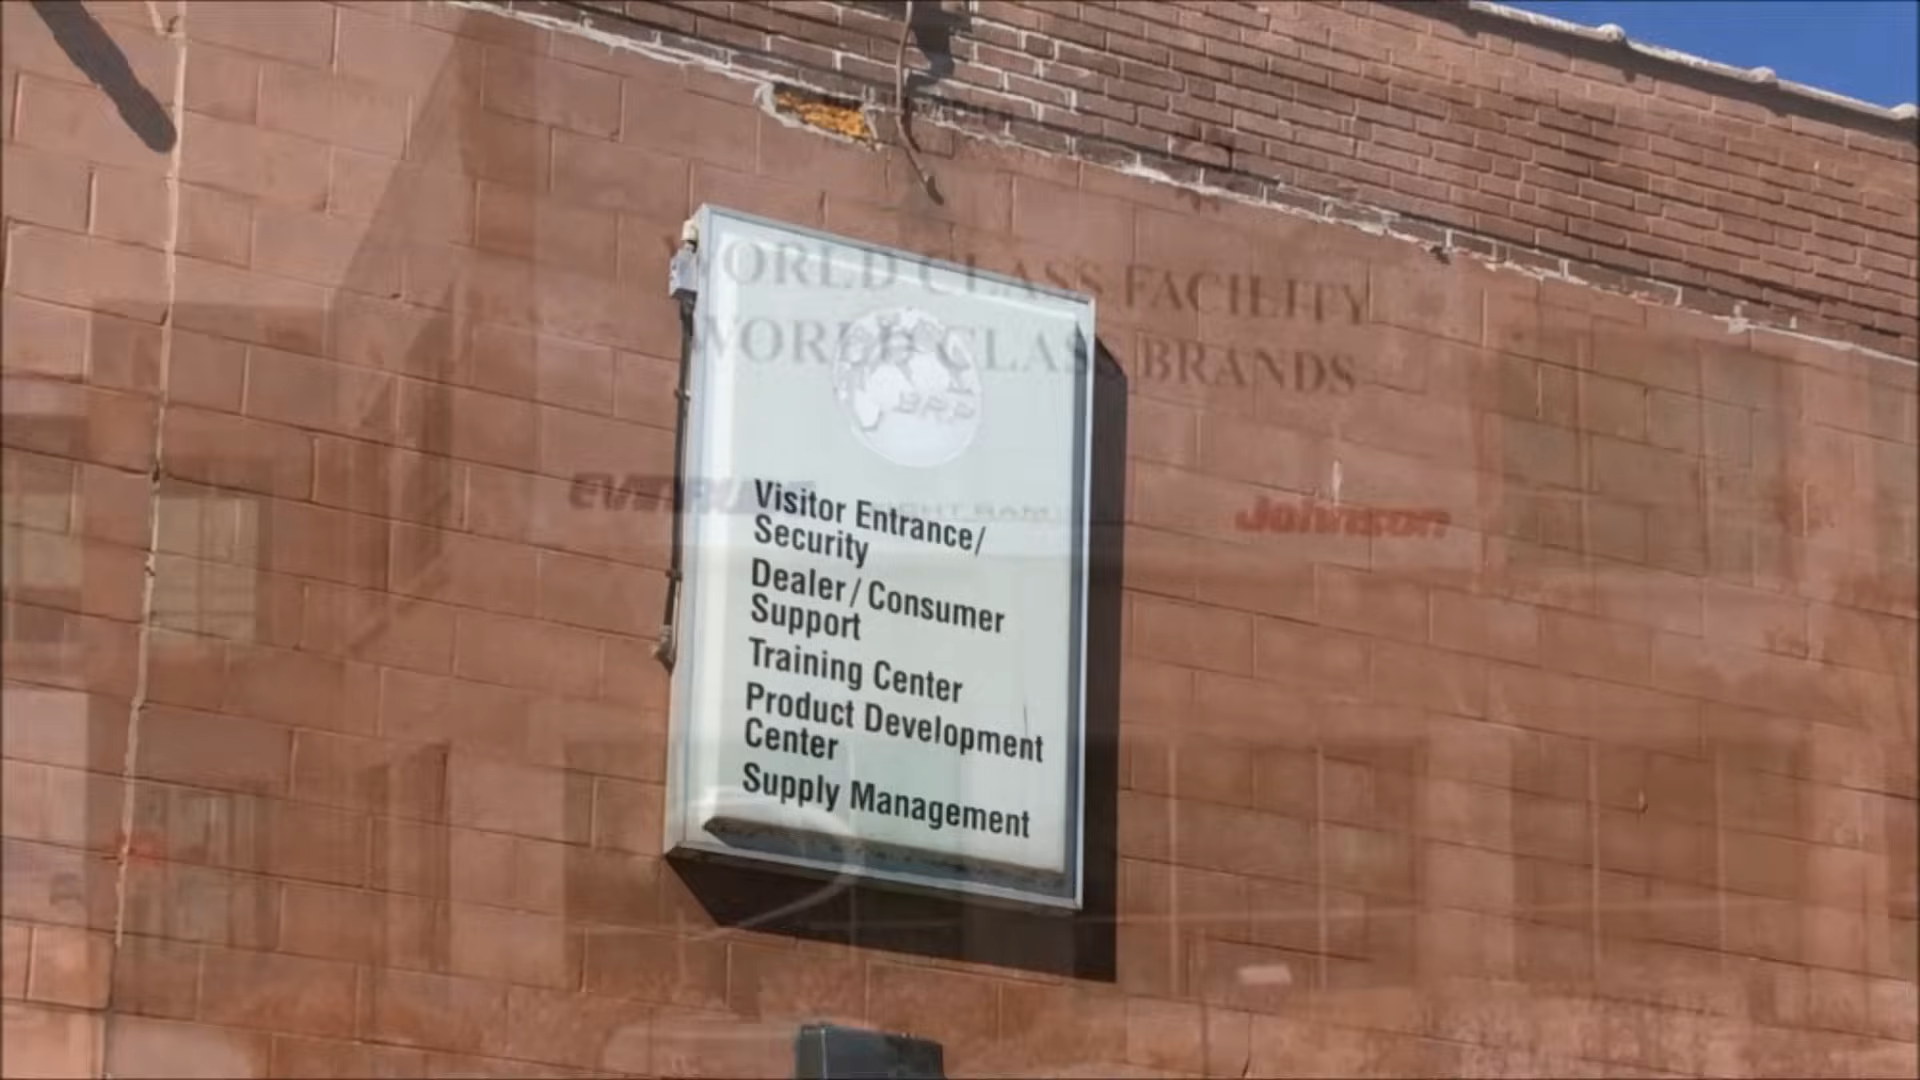 WORLD CLASS FACILITY
WORLD CLASS BRANDS
BRP
EVINRUDE
Johnson
Visitor Entrance/
Security
Dealer/Consumer
Support
Training Center
Product Development
Center
Supply Management